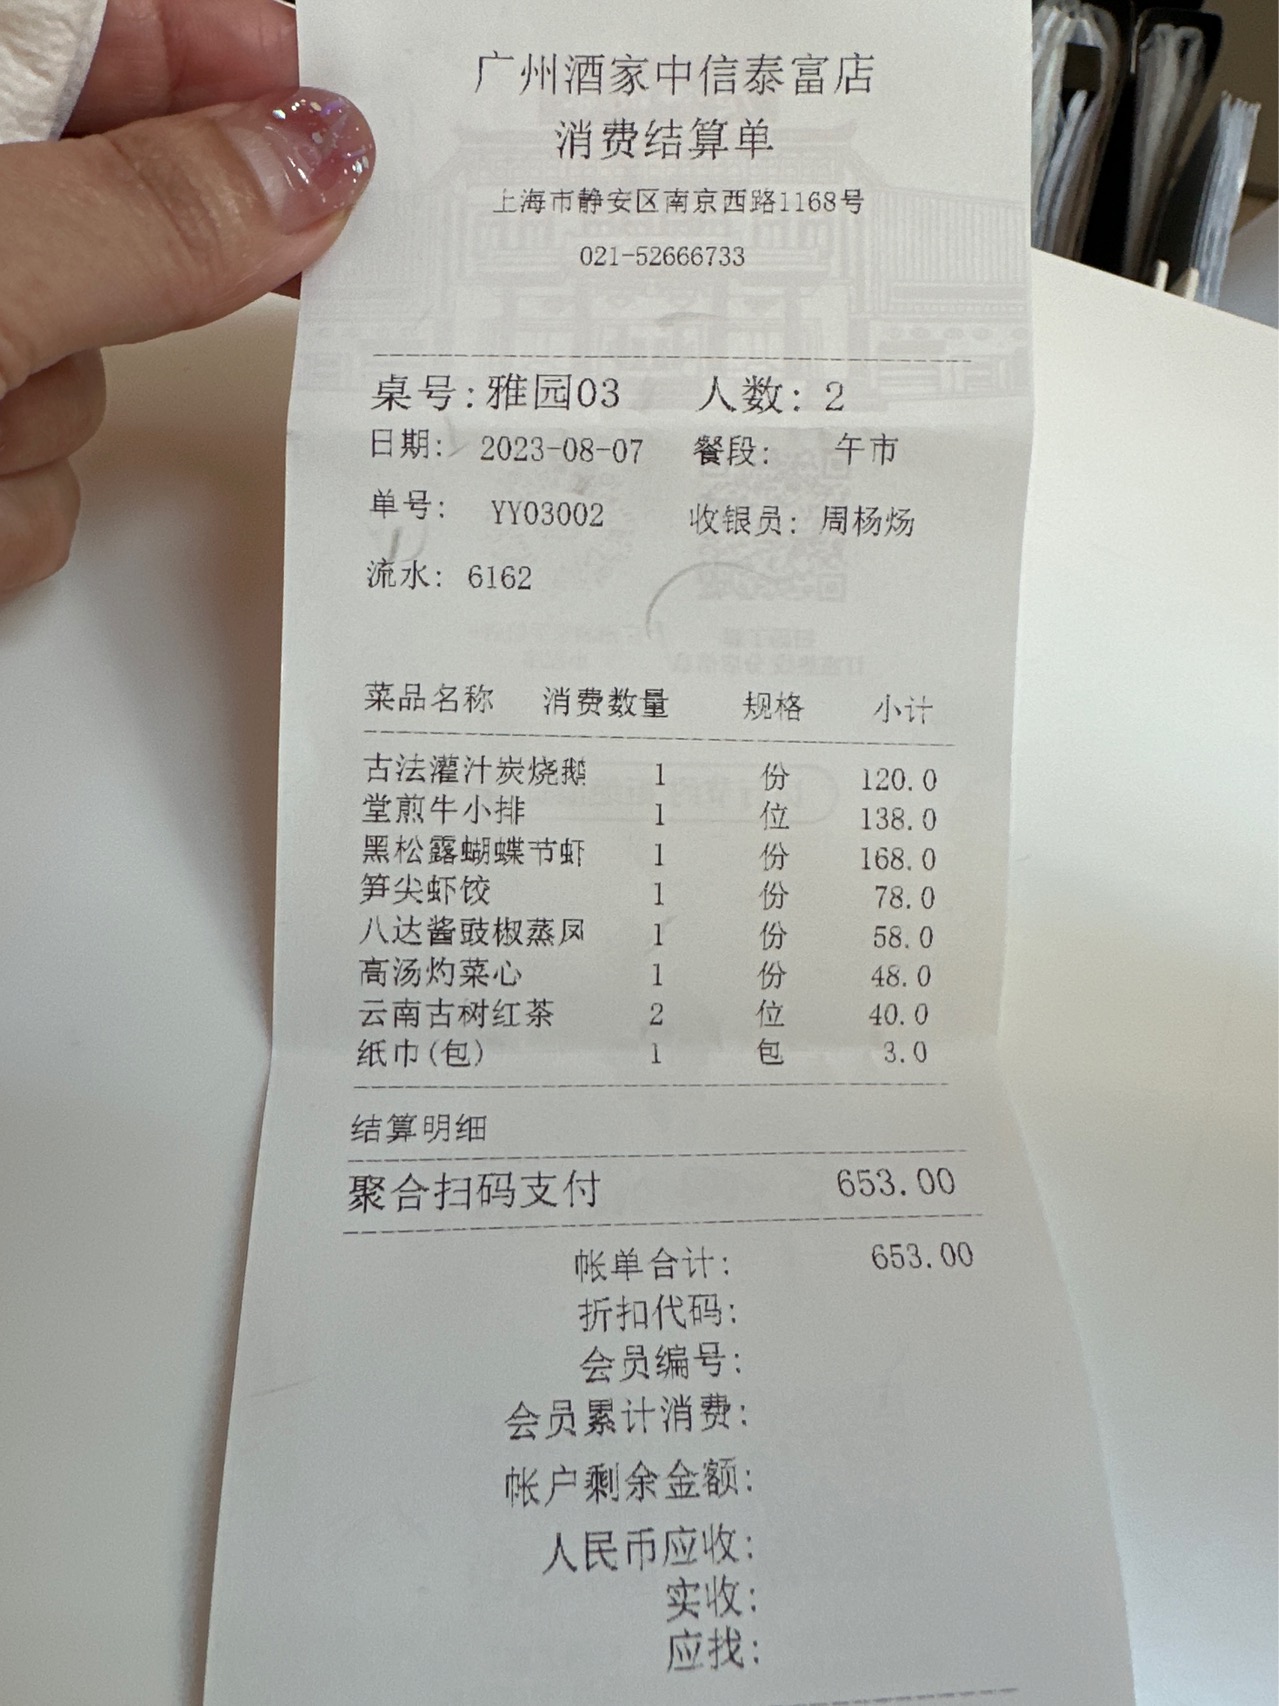 广州酒家中信泰富店
消费结算单
上海市静安区南京西路1168号
021-52666733
桌号:雅园03 人数: 2
日期: 2023-08-07 餐段: 午市
单号: YY03002 收银员: 周杨炀
流水: 6162
菜品名称 消费数量 规格 小计
古法灌汁炭烧鹅 1 份 120.0
堂煎牛小排 1 位 138.0
黑松露蝴蝶节虾 1 份 168.0
笋尖虾饺 1 份 78.0
八达酱豉椒蒸凤 1 份 58.0
高汤灼菜心 1 份 48.0
云南古树红茶 2 位 40.0
纸巾(包) 1 包 3.0
结算明细
聚合扫码支付 653.00
帐单合计: 653.00
折扣代码:
会员编号:
会员累计消费:
帐户剩余金额:
人民币应收:
实收:
应找: